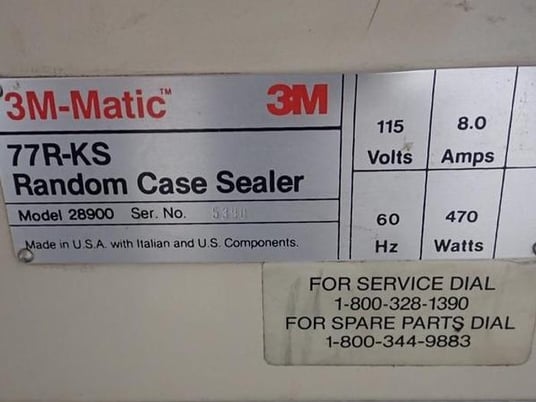 3M-Matic™ 3M
77R-KS
Random Case Sealer
Model 28900 Ser. No.
Made in U.S.A. with Italian and U.S. Components.
115 Volts
8.0 Amps
60 Hz
470 Watts
FOR SERVICE DIAL
1-800-328-1390
FOR SPARE PARTS DIAL
1-800-344-9883